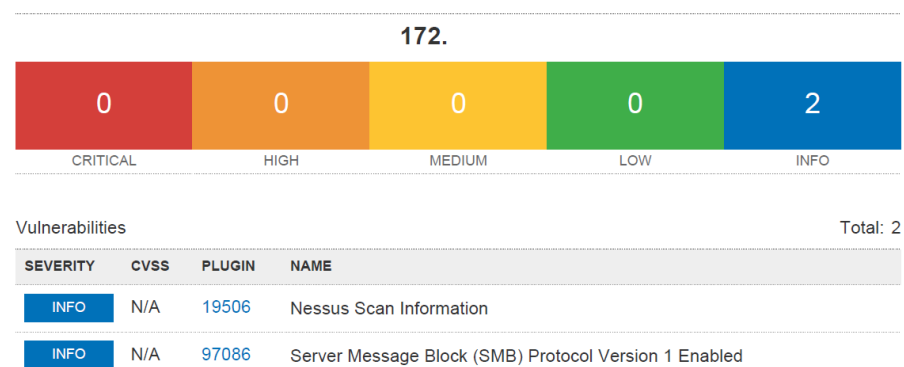 172.
0 0 0 0 2
CRITICAL HIGH MEDIUM LOW INFO
Vulnerabilities Total: 2
SEVERITY CVSS PLUGIN NAME
INFO N/A 19506 Nessus Scan Information
INFO N/A 97086 Server Message Block (SMB) Protocol Version 1 Enabled